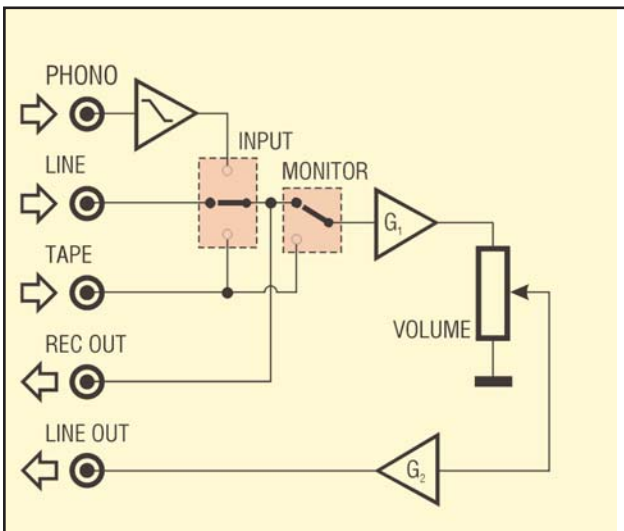 PHONO
INPUT
LINE
MONITOR
G1
TAPE
VOLUME
REC OUT
LINE OUT
G2